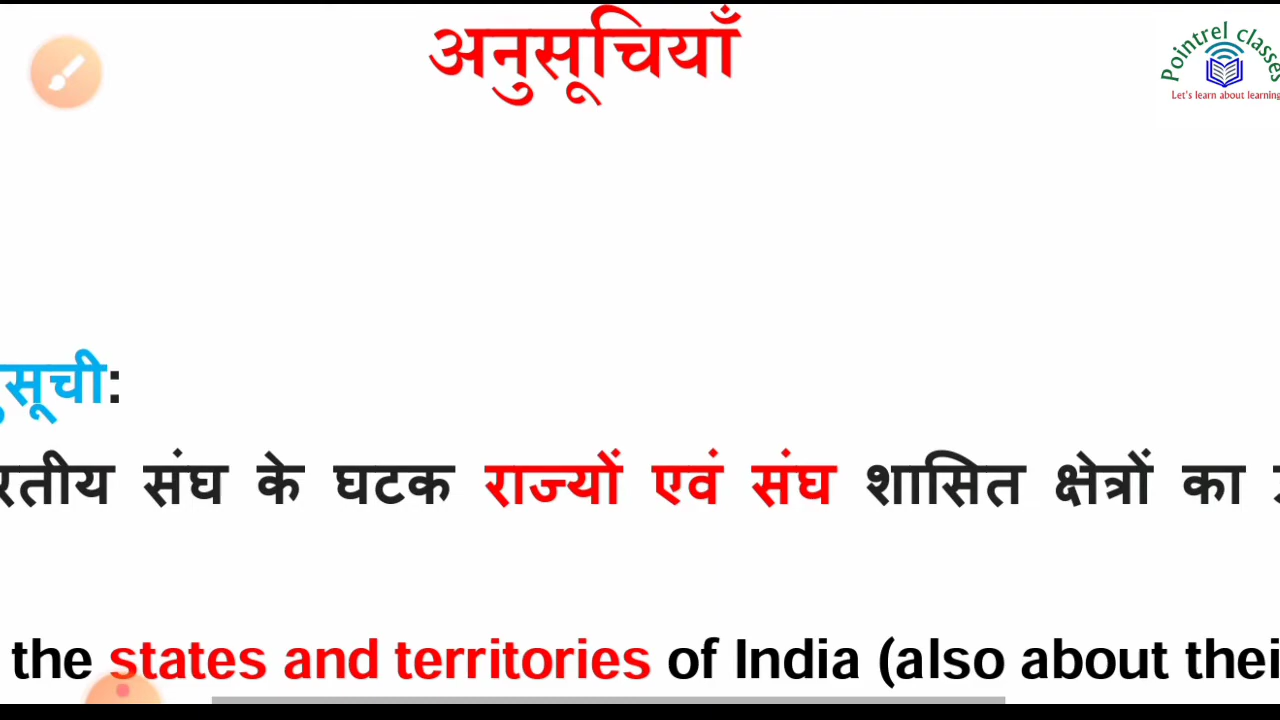 अनुसूचियाँ
Pointrel classes
Let's learn about learning
सूची:
रतीय संघ के घटक राज्यों एवं संघ शासित क्षेत्रों का
the states and territories of India (also about thei